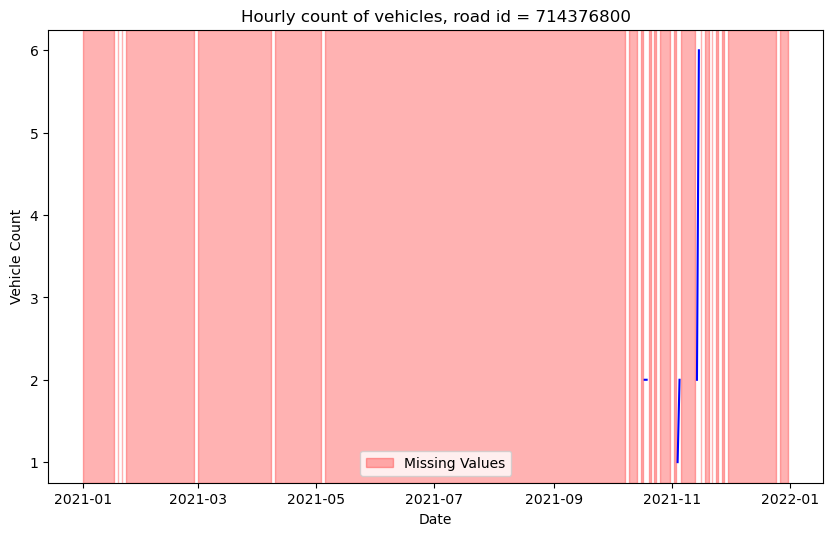 Hourly count of vehicles, road id = 714376800
6
5
4
3
2
1
Vehicle Count
Missing Values
2021-01 2021-03 2021-05 2021-07 2021-09 2021-11 2022-01
Date